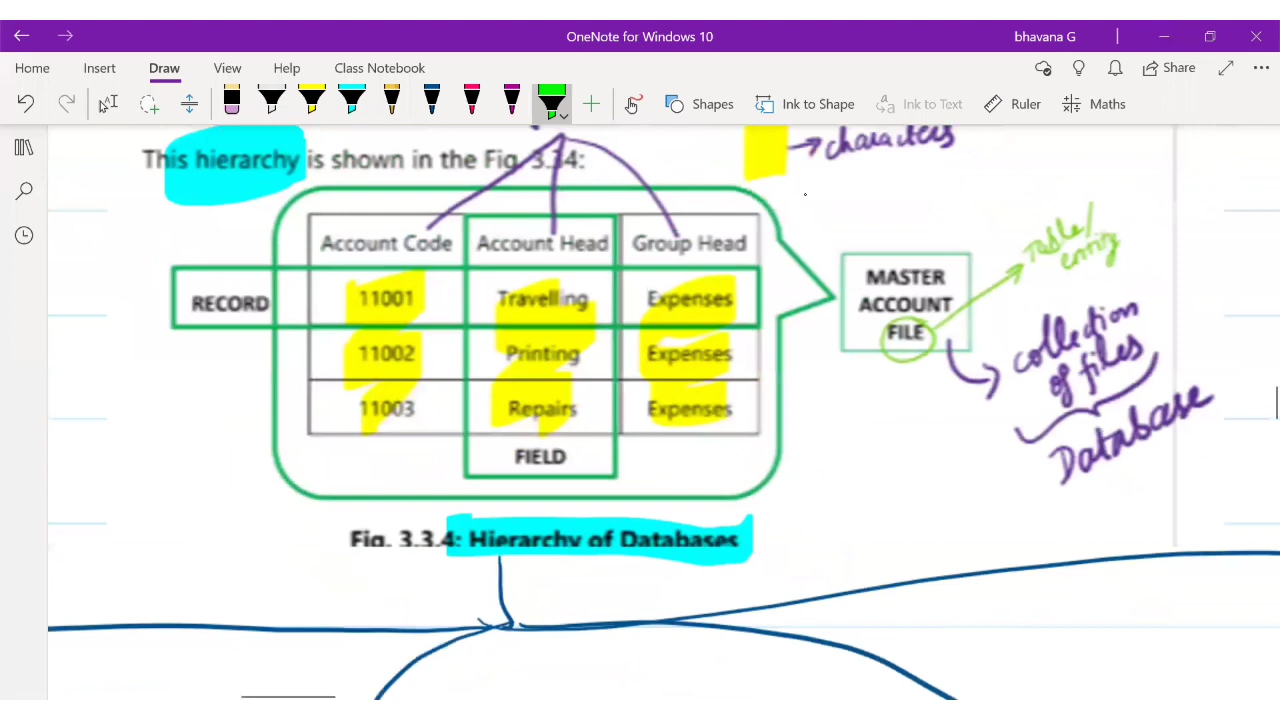 OneNote for Windows 10
bhavana G
Home Insert Draw View Help Class Notebook
Share
Shapes Ink to Shape Ink to Text Ruler Maths
characters
This hierarchy is shown in the Fig. 3.34:
Account Code Account Head Group Head
RECORD 11001 Travelling Expenses
11002 Printing Expenses
11003 Repairs Expenses
FIELD
MASTER
ACCOUNT
FILE
Table/
entity
collection
of files
Database
Fig. 3.3.4: Hierarchy of Databases